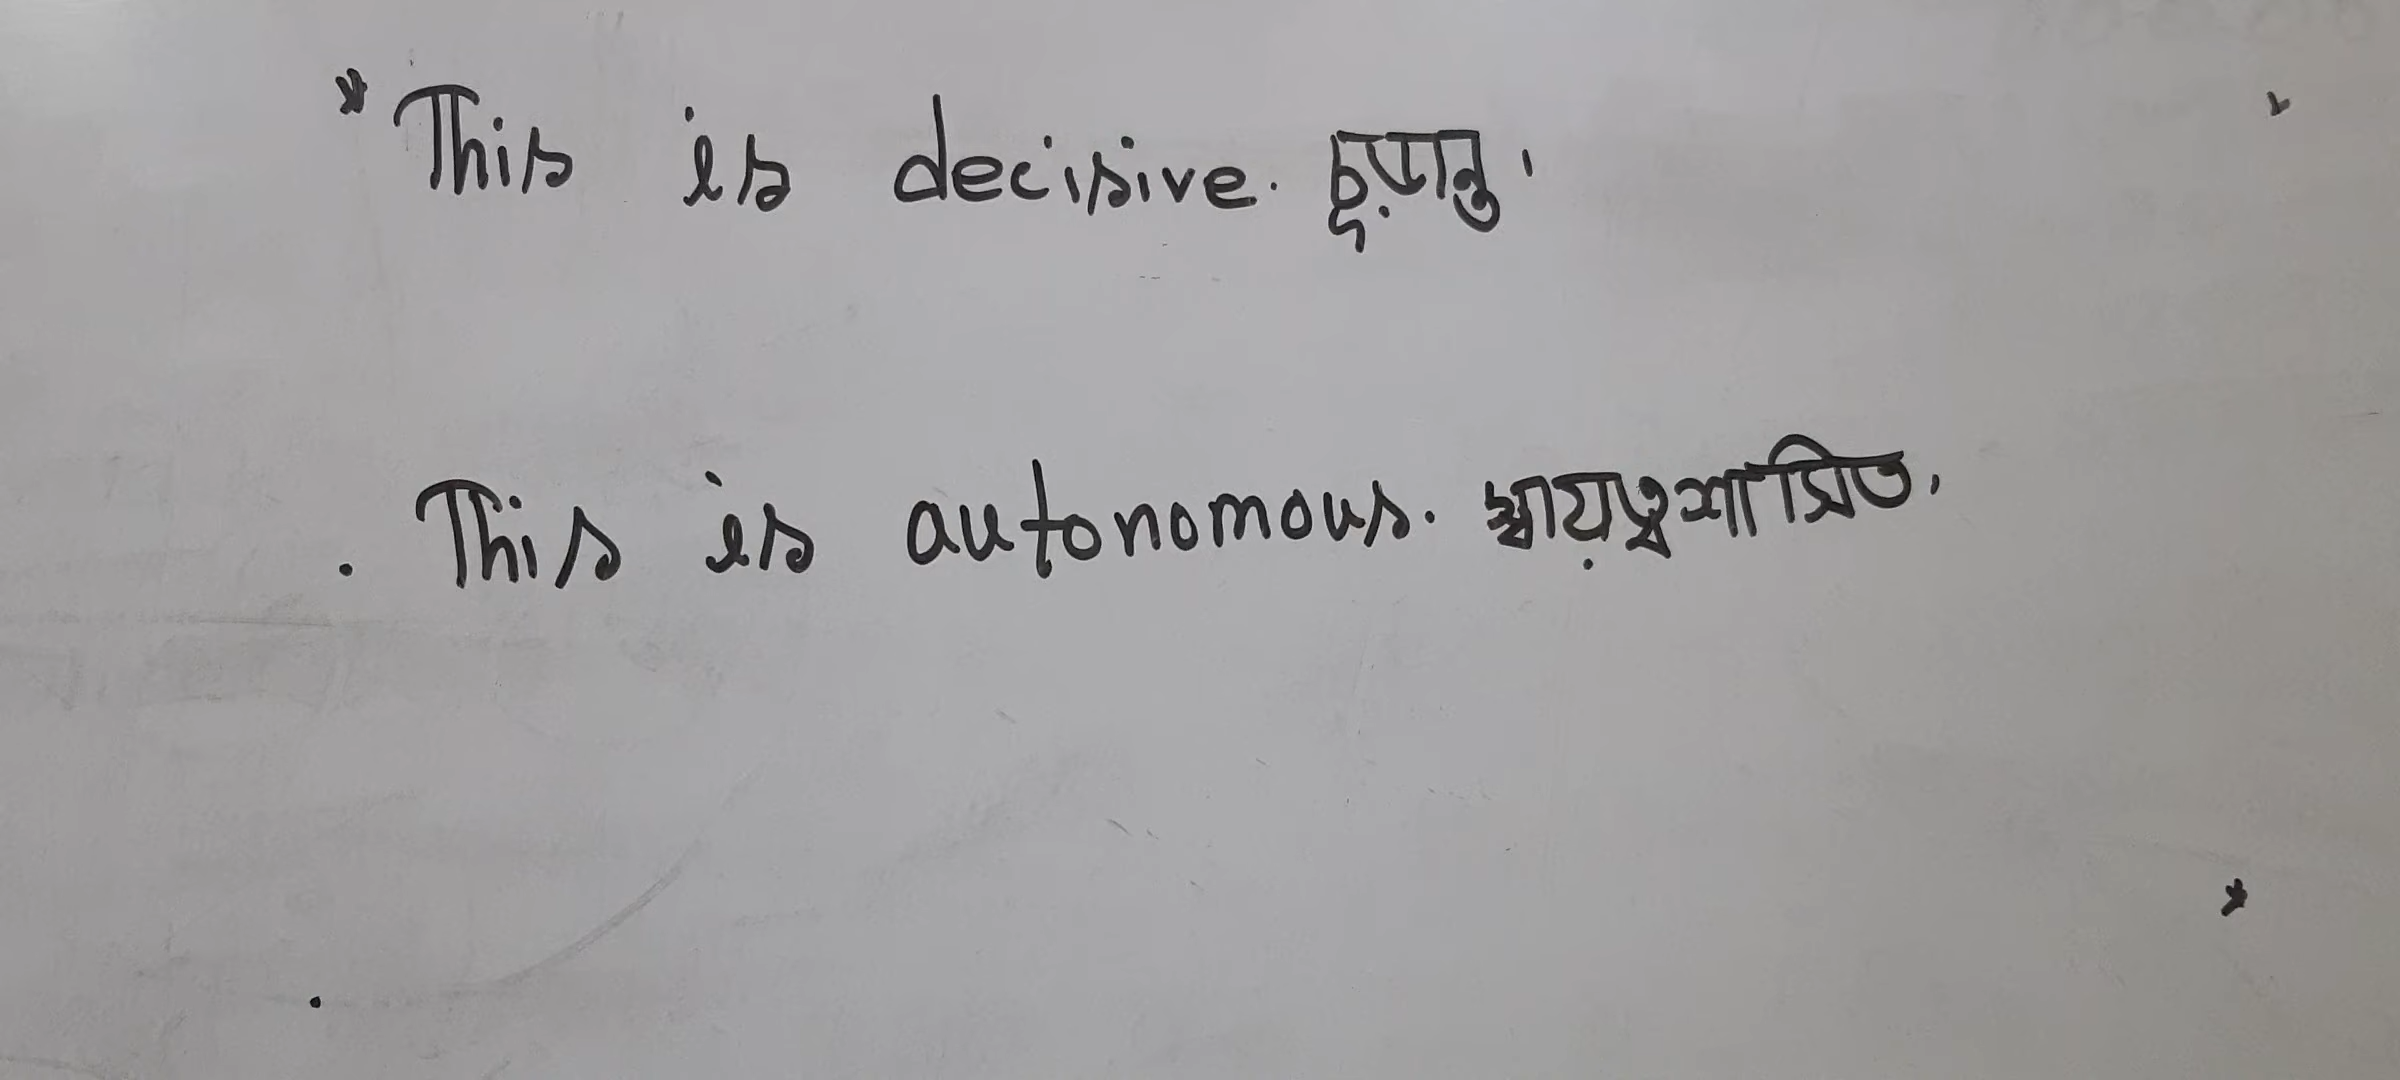 * This is decisive. চূড়ান্ত।
. This is autonomous. স্বায়ত্বশাসিত।